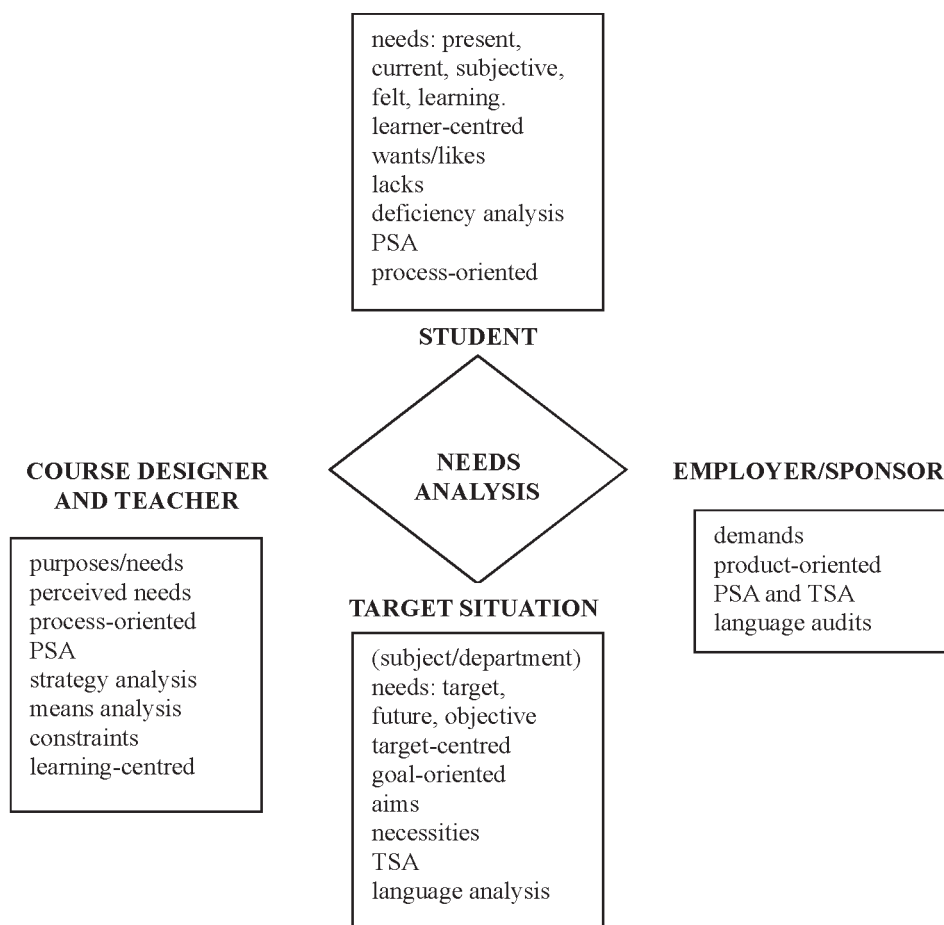 needs: present,
current, subjective,
felt, learning.
learner-centred
wants/likes
lacks
deficiency analysis
PSA
process-oriented
STUDENT
NEEDS
ANALYSIS
COURSE DESIGNER
AND TEACHER
purposes/needs
perceived needs
process-oriented
PSA
strategy analysis
means analysis
constraints
learning-centred
EMPLOYER/SPONSOR
demands
product-oriented
PSA and TSA
language audits
TARGET SITUATION
(subject/department)
needs: target,
future, objective
target-centred
goal-oriented
aims
necessities
TSA
language analysis